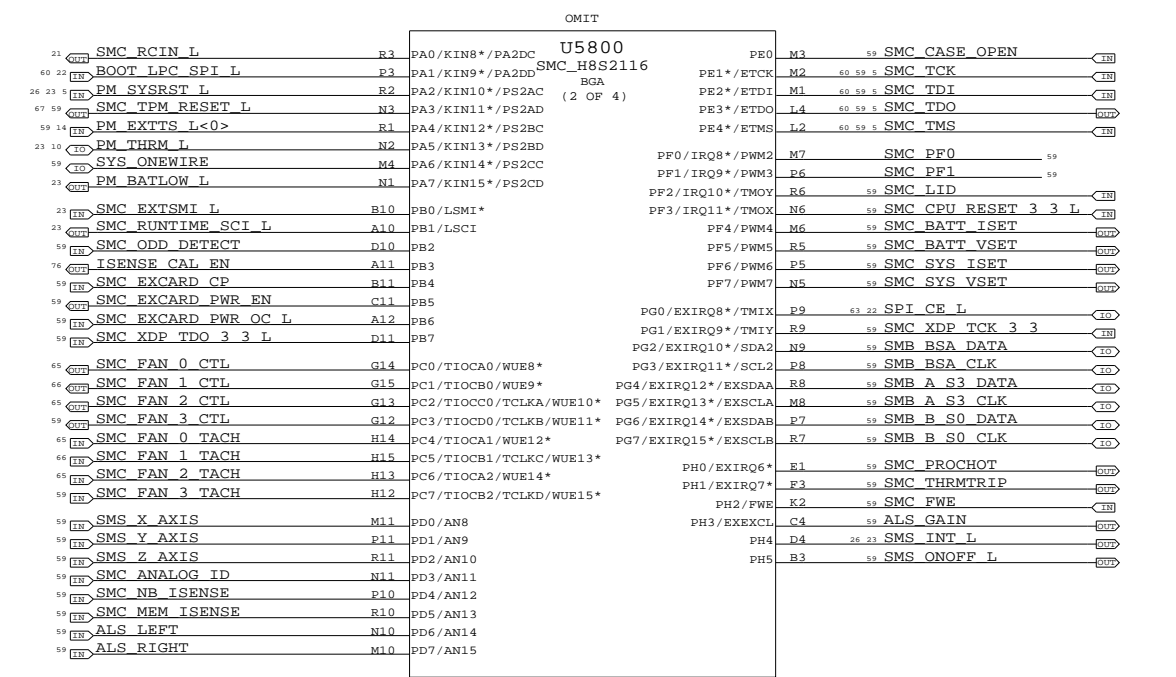 OMIT
U5800
SMC_H8S2116
BGA
(2 OF 4)
21 OUT SMC_RCIN_L R3 PA0/KIN8*/PA2DC
60 22 IN BOOT_LPC_SPI_L P3 PA1/KIN9*/PA2DD
26 23 5 IN PM_SYSRST_L R2 PA2/KIN10*/PS2AC
67 59 OUT SMC_TPM_RESET_L N3 PA3/KIN11*/PS2AD
59 14 IN PM_EXTTS_L<0> R1 PA4/KIN12*/PS2BC
23 10 IO PM_THRM_L N2 PA5/KIN13*/PS2BD
59 IO SYS_ONEWIRE M4 PA6/KIN14*/PS2CC
23 OUT PM_BATLOW_L N1 PA7/KIN15*/PS2CD
23 IN SMC_EXTSMI_L B10 PB0/LSMI*
23 OUT SMC_RUNTIME_SCI_L A10 PB1/LSCI
59 IN SMC_ODD_DETECT D10 PB2
76 OUT ISENSE_CAL_EN A11 PB3
59 IN SMC_EXCARD_CP B11 PB4
59 OUT SMC_EXCARD_PWR_EN C11 PB5
59 IN SMC_EXCARD_PWR_OC_L A12 PB6
59 IN SMC_XDP_TDO_3_3_L D11 PB7
65 OUT SMC_FAN_0_CTL G14 PC0/TIOCA0/WUE8*
66 OUT SMC_FAN_1_CTL G15 PC1/TIOCB0/WUE9*
65 OUT SMC_FAN_2_CTL G13 PC2/TIOCC0/TCLKA/WUE10*
59 OUT SMC_FAN_3_CTL G12 PC3/TIOCD0/TCLKB/WUE11*
65 IN SMC_FAN_0_TACH H14 PC4/TIOCA1/WUE12*
66 IN SMC_FAN_1_TACH H15 PC5/TIOCB1/TCLKC/WUE13*
65 IN SMC_FAN_2_TACH H13 PC6/TIOCA2/WUE14*
59 IN SMC_FAN_3_TACH H12 PC7/TIOCB2/TCLKD/WUE15*
59 IN SMS_X_AXIS M11 PD0/AN8
59 IN SMS_Y_AXIS P11 PD1/AN9
59 IN SMS_Z_AXIS R11 PD2/AN10
59 IN SMC_ANALOG_ID N11 PD3/AN11
59 IN SMC_NB_ISENSE P10 PD4/AN12
59 IN SMC_MEM_ISENSE R10 PD5/AN13
59 IN ALS_LEFT N10 PD6/AN14
59 IN ALS_RIGHT M10 PD7/AN15
PE0 M3 59 SMC_CASE_OPEN IN
PE1*/ETCK M2 60 59 5 SMC_TCK IN
PE2*/ETDI M1 60 59 5 SMC_TDI IN
PE3*/ETDO L4 60 59 5 SMC_TDO OUT
PE4*/ETMS L2 60 59 5 SMC_TMS IN
PF0/IRQ8*/PWM2 M7 SMC_PF0 59
PF1/IRQ9*/PWM3 P6 SMC_PF1 59
PF2/IRQ10*/TMOY R6 59 SMC_LID IN
PF3/IRQ11*/TMOX N6 59 SMC_CPU_RESET_3_3_L IN
PF4/PWM4 M6 59 SMC_BATT_ISET OUT
PF5/PWM5 R5 59 SMC_BATT_VSET OUT
PF6/PWM6 P5 59 SMC_SYS_ISET OUT
PF7/PWM7 N5 59 SMC_SYS_VSET OUT
PG0/EXIRQ8*/TMIX P9 63 22 SPI_CE_L IO
PG1/EXIRQ9*/TMIY R9 59 SMC_XDP_TCK_3_3 IN
PG2/EXIRQ10*/SDA2 N9 59 SMB_BSA_DATA IO
PG3/EXIRQ11*/SCL2 P8 59 SMB_BSA_CLK IO
PG4/EXIRQ12*/EXSDAA R8 59 SMB_A_S3_DATA IO
PG5/EXIRQ13*/EXSCLA M8 59 SMB_A_S3_CLK IO
PG6/EXIRQ14*/EXSDAB P7 59 SMB_B_S0_DATA IO
PG7/EXIRQ15*/EXSCLB R7 59 SMB_B_S0_CLK IO
PH0/EXIRQ6* E1 59 SMC_PROCHOT OUT
PH1/EXIRQ7* F3 59 SMC_THRMTRIP OUT
PH2/FWE K2 59 SMC_FWE IN
PH3/EXEXCL C4 59 ALS_GAIN OUT
PH4 D4 26 23 SMS_INT_L OUT
PH5 B3 59 SMS_ONOFF_L OUT